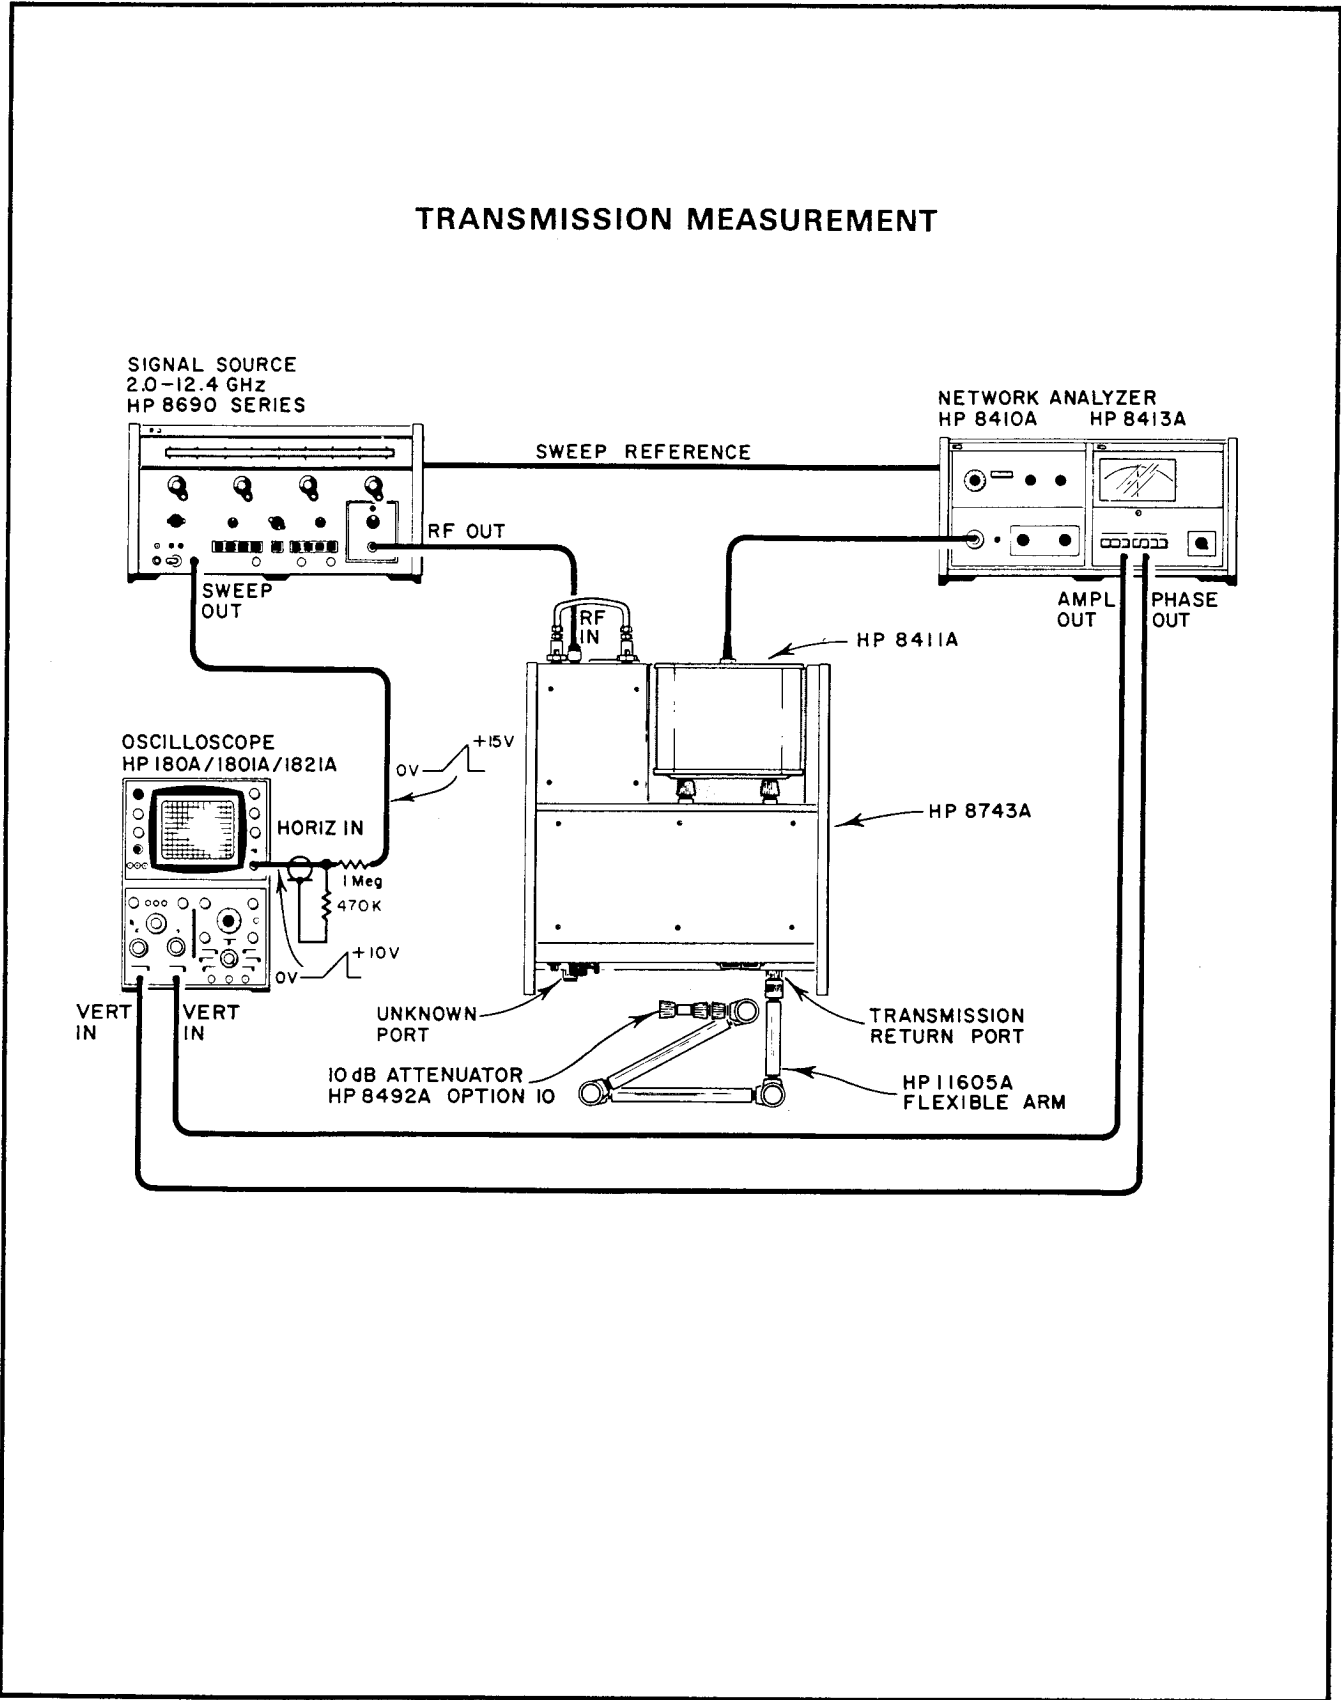 TRANSMISSION MEASUREMENT
SIGNAL SOURCE
2.0-12.4 GHz
HP 8690 SERIES
NETWORK ANALYZER
HP 8410A HP 8413A
SWEEP REFERENCE
RF OUT
SWEEP
OUT
RF
IN
AMPL
OUT
PHASE
OUT
HP 8411A
OSCILLOSCOPE
HP 180A/1801A/1821A
0V
+15V
HORIZ IN
HP 8743A
1 Meg
470K
0V
+10V
VERT
IN
VERT
IN
UNKNOWN
PORT
TRANSMISSION
RETURN PORT
10 dB ATTENUATOR
HP 8492A OPTION 10
HP 11605A
FLEXIBLE ARM